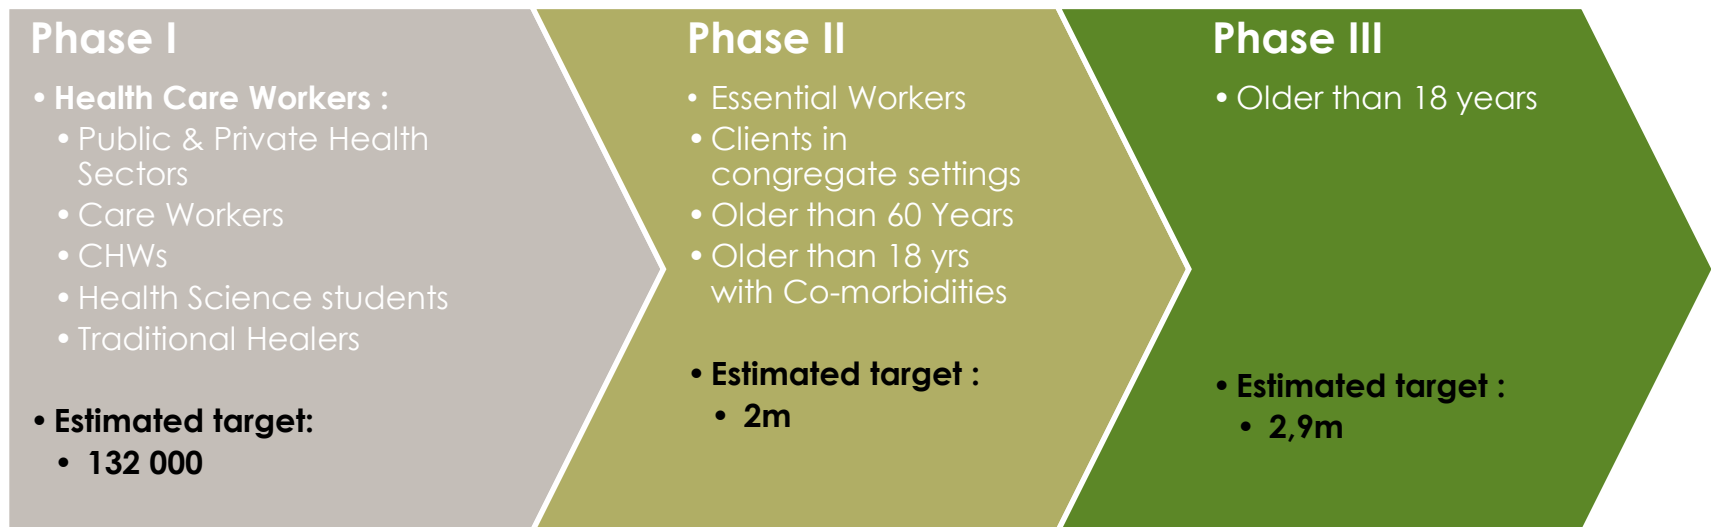 Phase I
• Health Care Workers :
• Public & Private Health
Sectors
• Care Workers
• CHWs
• Health Science students
• Traditional Healers
• Estimated target:
• 132 000
Phase II
• Essential Workers
• Clients in
congregate settings
• Older than 60 Years
• Older than 18 yrs
with Co-morbidities
• Estimated target :
• 2m
Phase III
• Older than 18 years
• Estimated target :
• 2,9m